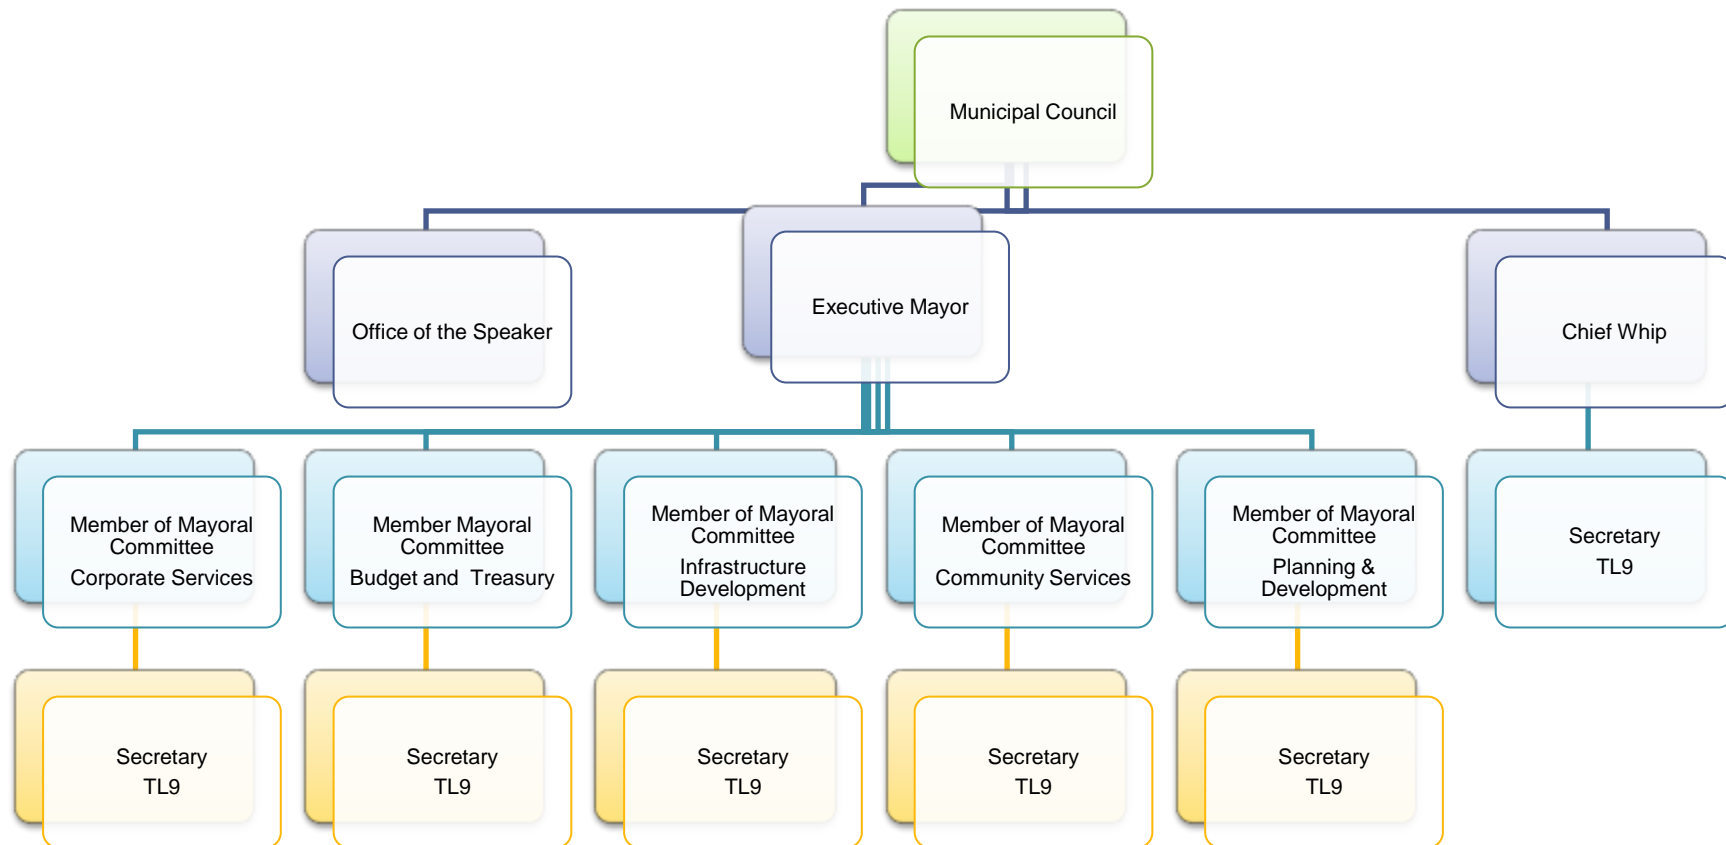 Municipal Council
Office of the Speaker
Executive Mayor
Chief Whip
Member of Mayoral
Committee
Corporate Services
Member Mayoral
Committee
Budget and  Treasury
Member of Mayoral
Committee
Infrastructure
Development
Member of Mayoral
Committee
Community Services
Member of Mayoral
Committee
Planning &
Development
Secretary
TL9
Secretary
TL9
Secretary
TL9
Secretary
TL9
Secretary
TL9
Secretary
TL9